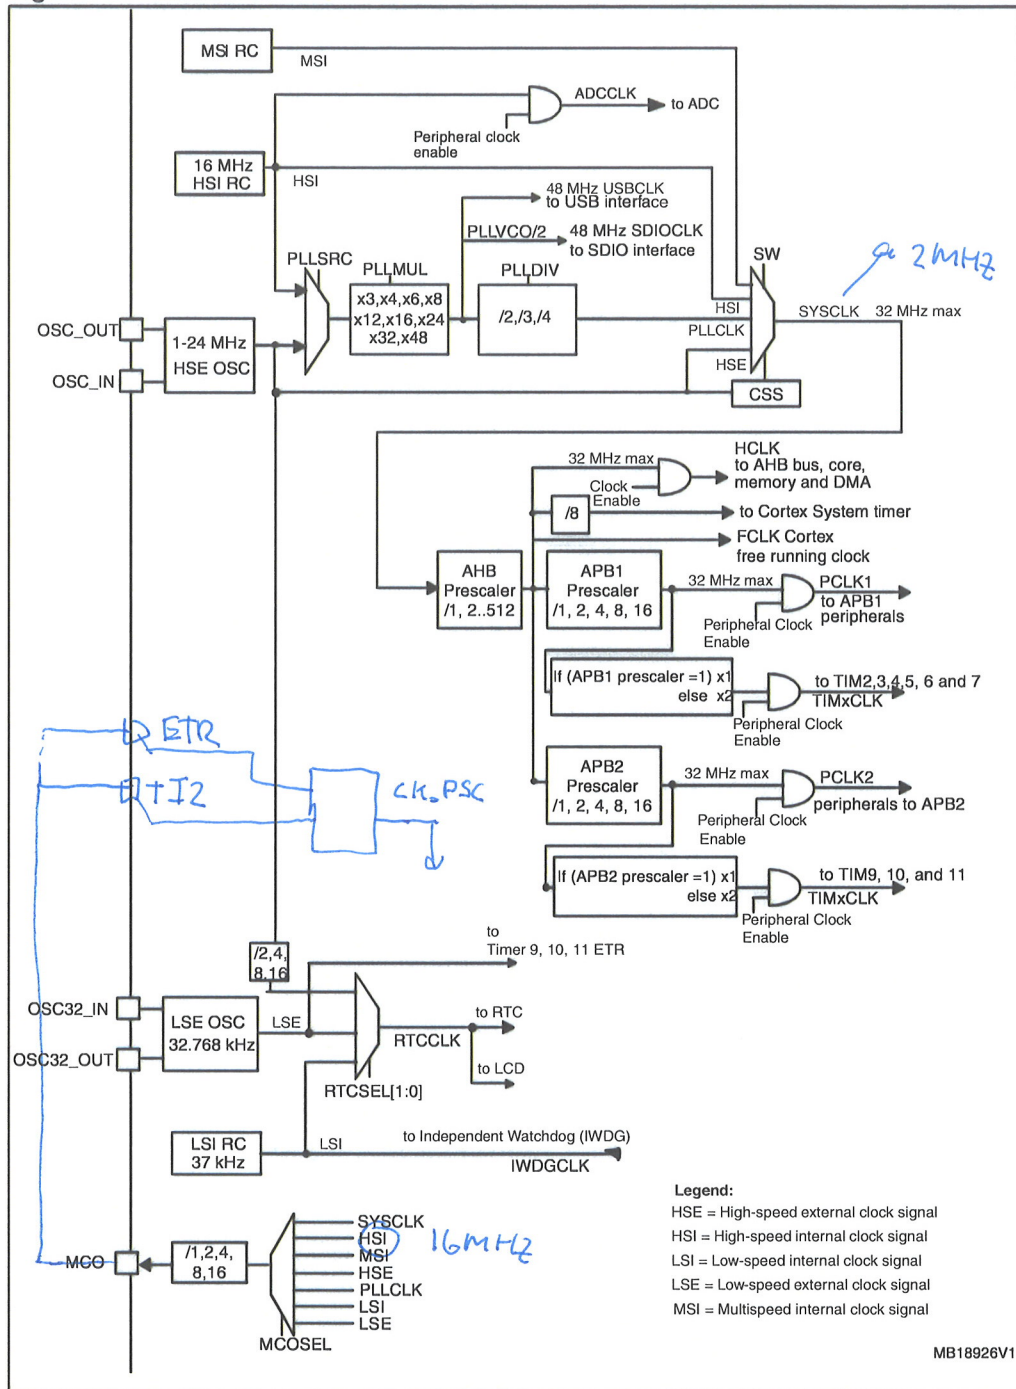 MSI RC
MSI
ADCCLK
to ADC
Peripheral clock
enable
16 MHz
HSI RC
HSI
48 MHz USBCLK
to USB interface
PLLVCO/2
48 MHz SDIOCLK
to SDIO interface
PLLSRC
PLLMUL
PLLDIV
SW
2MHZ
x3,x4,x6,x8
x12,x16,x24
x32,x48
/2,/3,/4
HSI
PLLCLK
HSE
SYSCLK
32 MHz max
OSC_OUT
1-24 MHz
HSE OSC
OSC_IN
CSS
HCLK
32 MHz max
to AHB bus, core,
memory and DMA
Clock
Enable
/8
to Cortex System timer
FCLK Cortex
free running clock
AHB
Prescaler
/1, 2..512
APB1
Prescaler
/1, 2, 4, 8, 16
32 MHz max
PCLK1
to APB1
peripherals
Peripheral Clock
Enable
If (APB1 prescaler =1) x1
else x2
to TIM2,3,4,5, 6 and 7
TIMxCLK
Peripheral Clock
Enable
ETR
TI2
CK_PSC
APB2
Prescaler
/1, 2, 4, 8, 16
32 MHz max
PCLK2
peripherals to APB2
Peripheral Clock
Enable
If (APB2 prescaler =1) x1
else x2
to TIM9, 10, and 11
TIMxCLK
Peripheral Clock
Enable
to
Timer 9, 10, 11 ETR
/2,4,
8,16
OSC32_IN
LSE OSC
32.768 kHz
LSE
OSC32_OUT
RTCCLK
to RTC
to LCD
RTCSEL[1:0]
LSI RC
37 kHz
LSI
to Independent Watchdog (IWDG)
IWDGCLK
SYSCLK
HSI
16MHZ
MSI
HSE
PLLCLK
LSI
LSE
MCO
/1,2,4,
8,16
MCOSEL
Legend:
HSE = High-speed external clock signal
HSI = High-speed internal clock signal
LSI = Low-speed internal clock signal
LSE = Low-speed external clock signal
MSI = Multispeed internal clock signal
MB18926V1